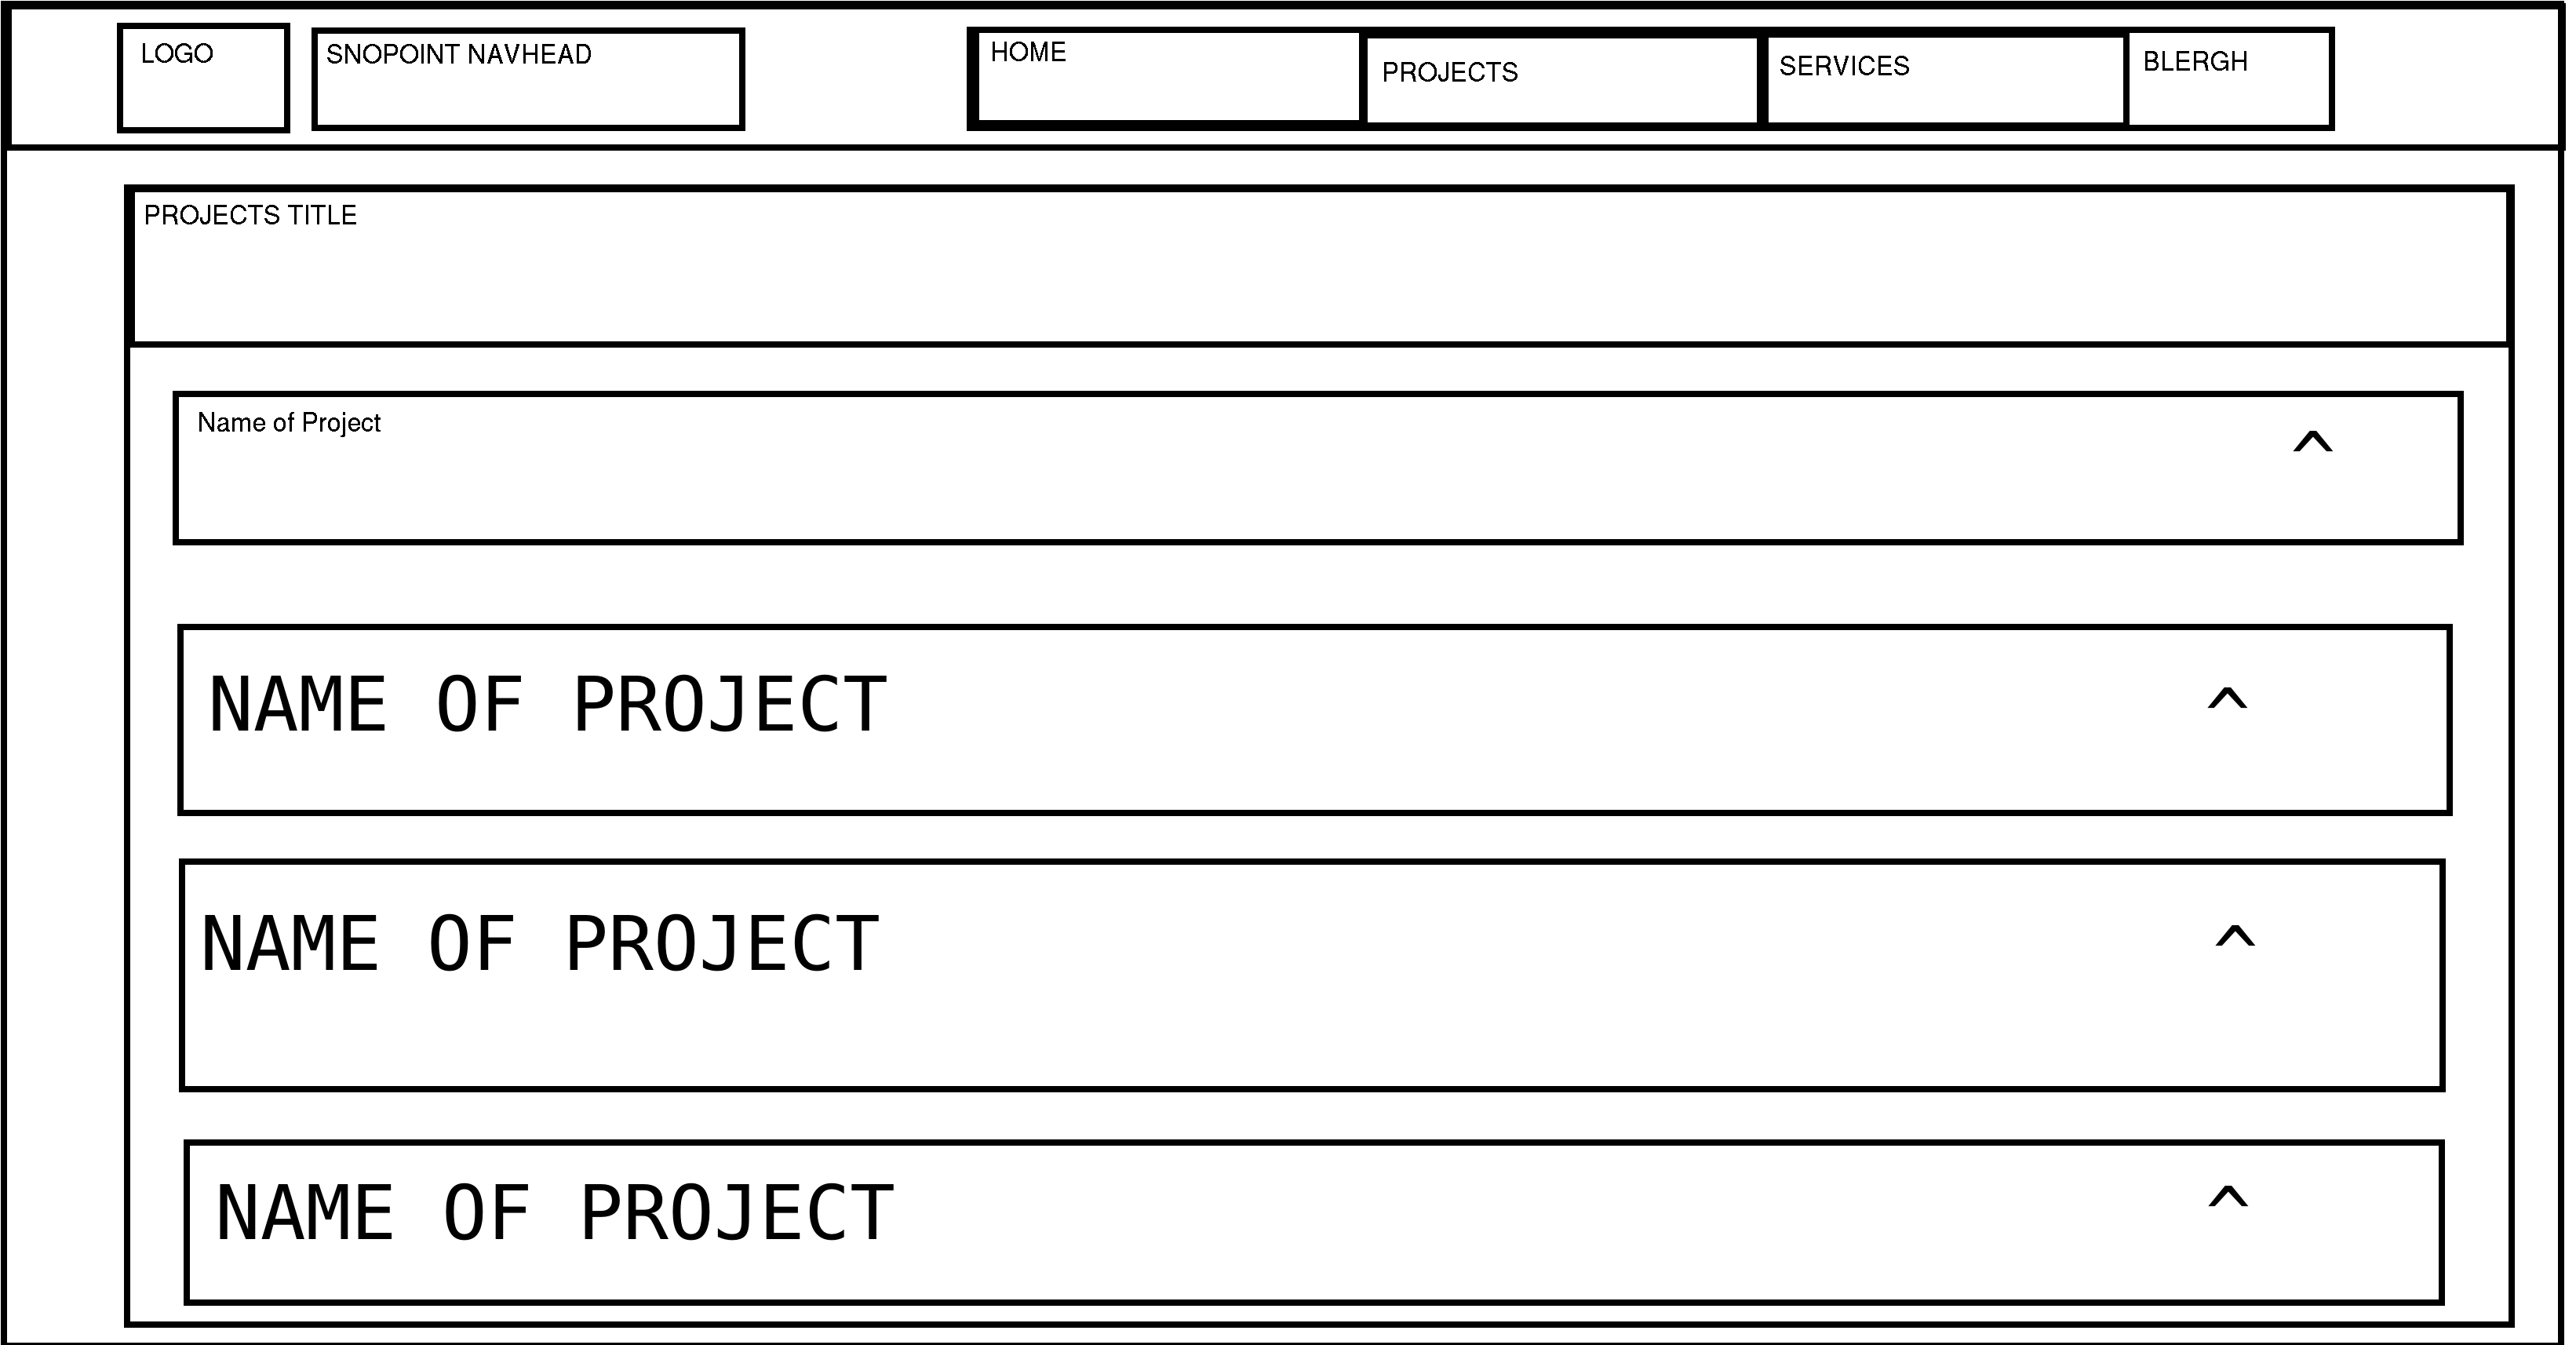 LOGO
SNOPOINT NAVHEAD
HOME
PROJECTS
SERVICES
BLERGH
PROJECTS TITLE
Name of Project
^
NAME OF PROJECT
^
NAME OF PROJECT
^
NAME OF PROJECT
^